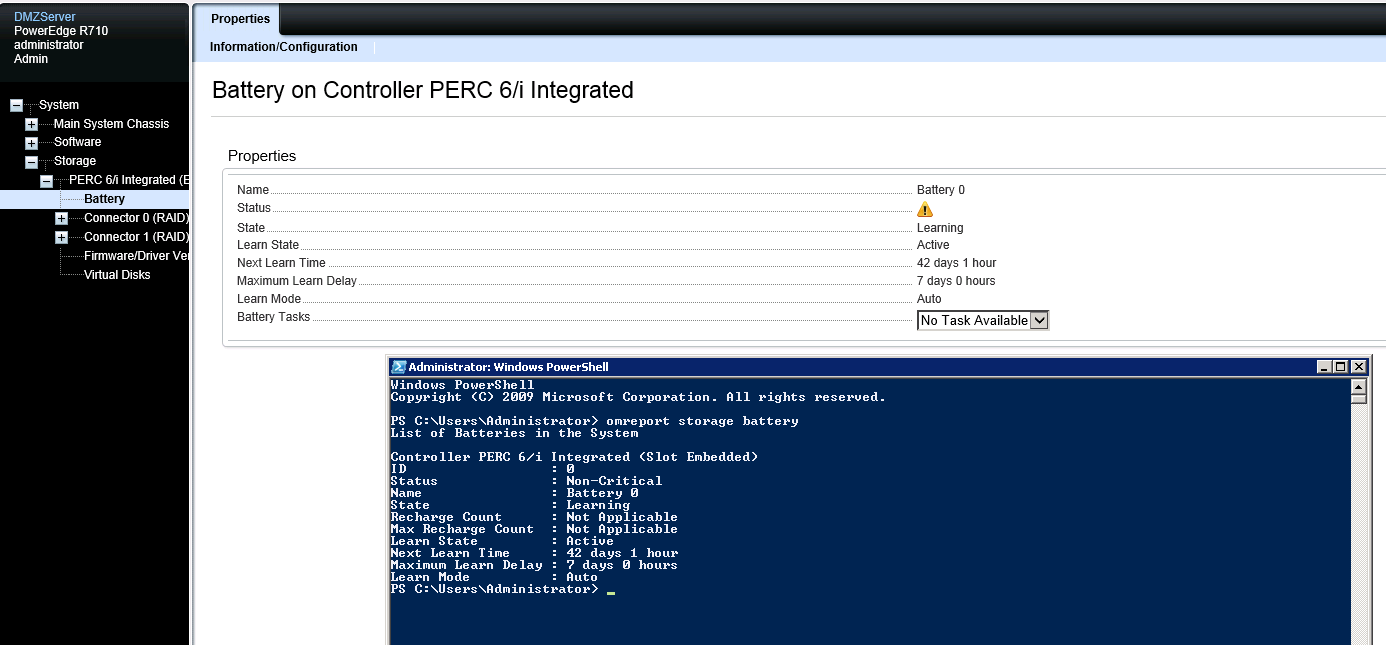 DMZServer
PowerEdge R710
administrator
Admin
System
Main System Chassis
Software
Storage
PERC 6/i Integrated (E
Battery
Connector 0 (RAID)
Connector 1 (RAID)
Firmware/Driver Ver
Virtual Disks
Properties
Information/Configuration
Battery on Controller PERC 6/i Integrated
Properties
Name Battery 0
Status
State Learning
Learn State Active
Next Learn Time 42 days 1 hour
Maximum Learn Delay 7 days 0 hours
Learn Mode Auto
Battery Tasks No Task Available
Administrator: Windows PowerShell
Windows PowerShell
Copyright (C) 2009 Microsoft Corporation. All rights reserved.
PS C:\Users\Administrator> omreport storage battery
List of Batteries in the System
Controller PERC 6/i Integrated (Slot Embedded)
ID : 0
Status : Non-Critical
Name : Battery 0
State : Learning
Recharge Count : Not Applicable
Max Recharge Count : Not Applicable
Learn State : Active
Next Learn Time : 42 days 1 hour
Maximum Learn Delay : 7 days 0 hours
Learn Mode : Auto
PS C:\Users\Administrator> _